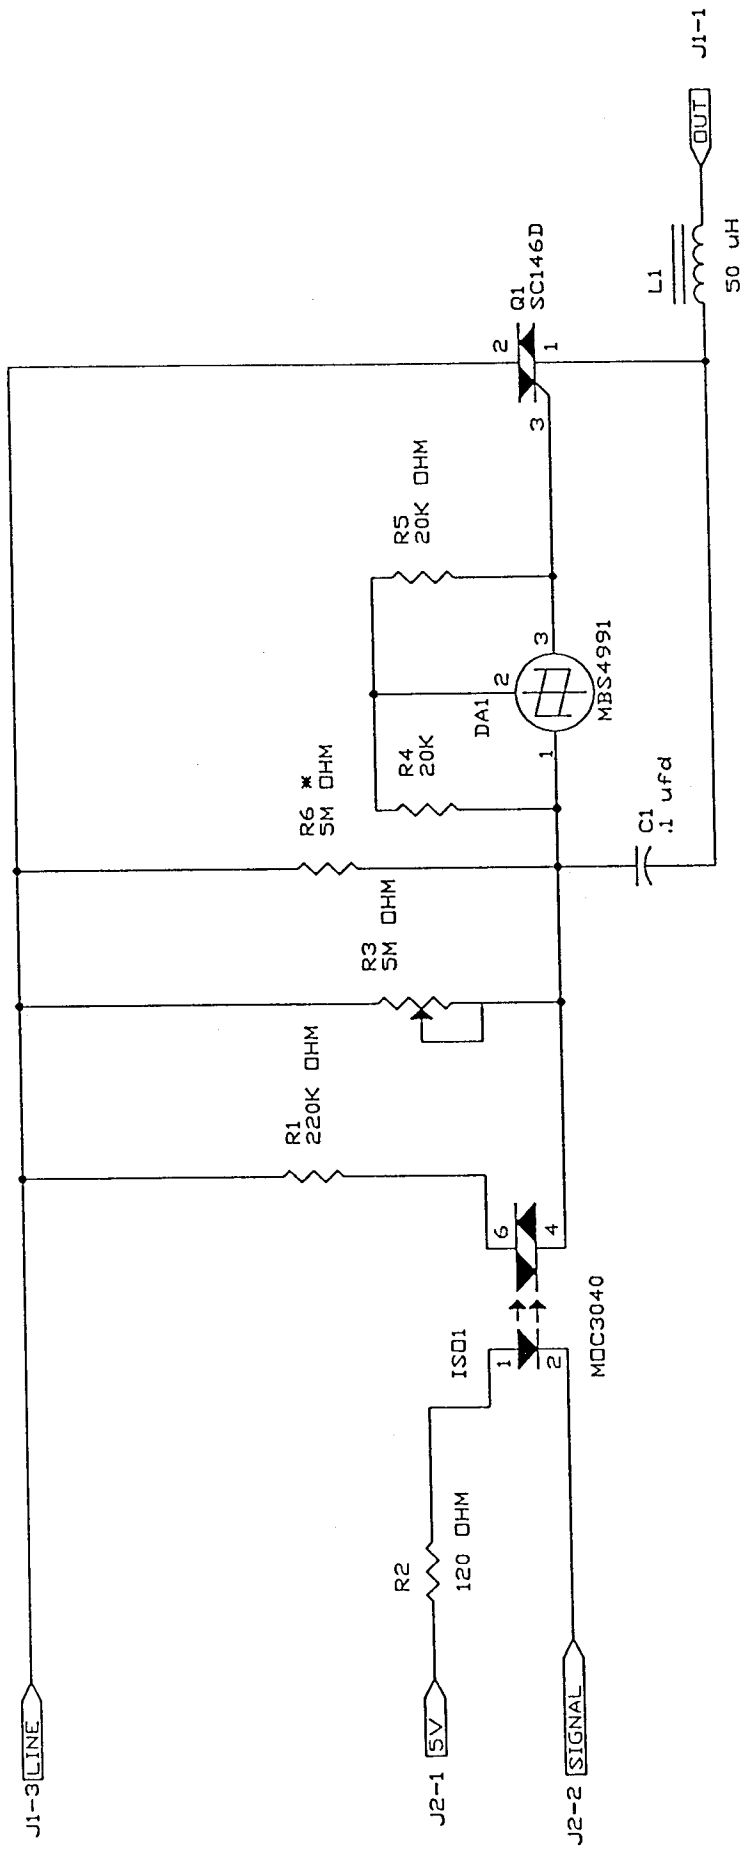 J1-3 LINE
J2-1 5V
J2-2 SIGNAL
R2
120 OHM
ISO1
1
2
6
4
MOC3040
R1
220K OHM
R3
5M OHM
R6 *
5M OHM
R4
20K
R5
20K OHM
DA1
1
2
3
MBS4991
C1
.1 ufd
Q1
SC146D
2
1
3
L1
50 uH
OUT J1-1